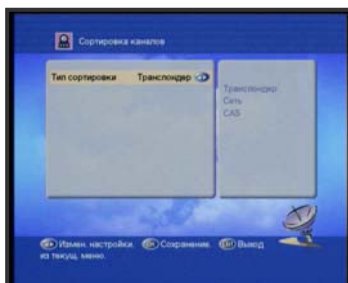 Сортировка каналов
Тип сортировки Транспондер
Транспондер
Сеть
CAS
Измен. настройки. Сохранение. Выход
из текущ. меню.